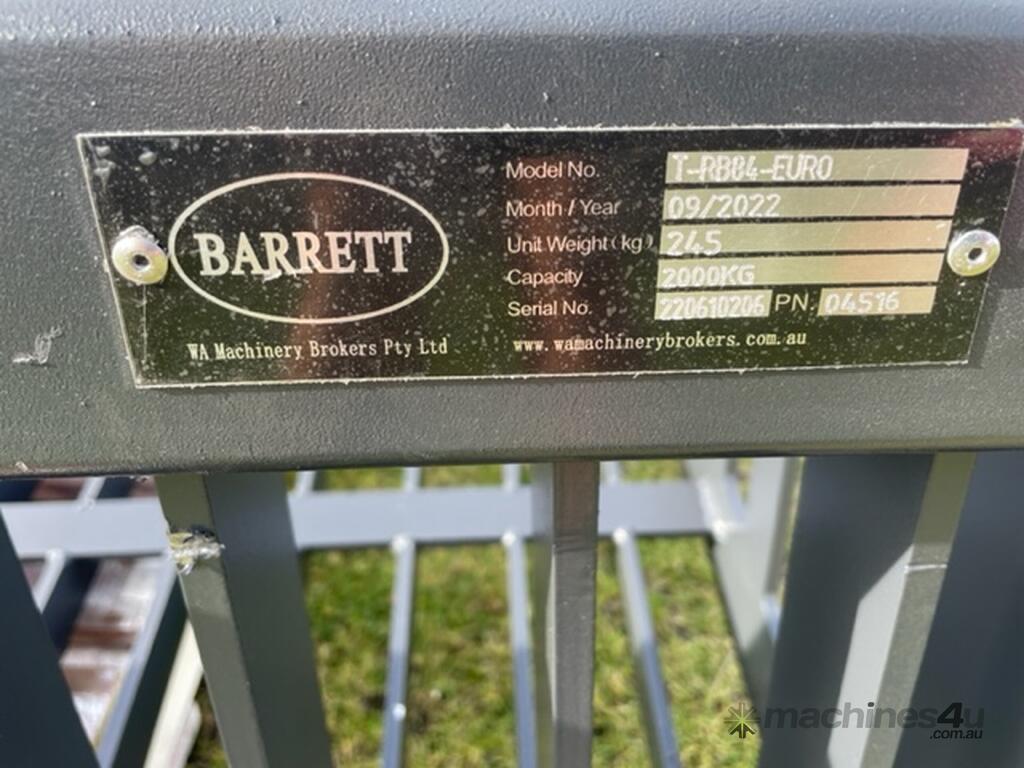 BARRETT
WA Machinery Brokers Pty Ltd
Model No. T-RB84-EURO
Month / Year 09/2022
Unit Weight(kg) 245
Capacity 2000KG
Serial No. 220610206 PN: 04516
www.wamachinerybrokers.com.au
machines4u
.com.au